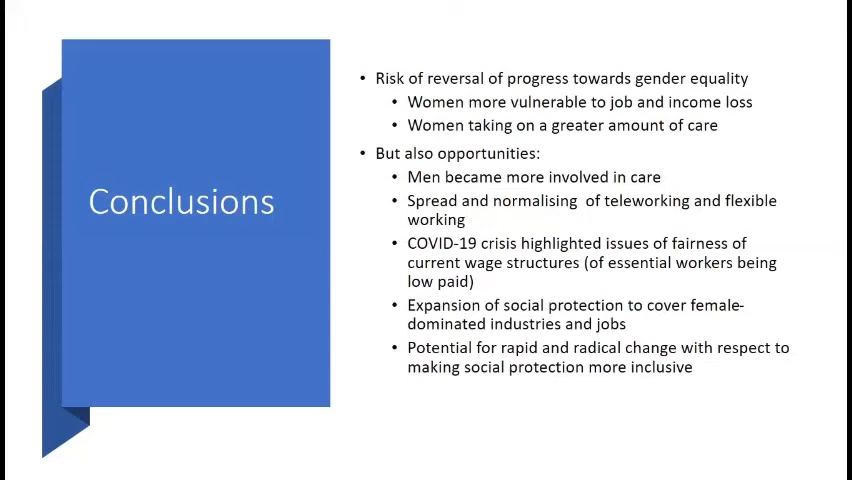 Conclusions
• Risk of reversal of progress towards gender equality
• Women more vulnerable to job and income loss
• Women taking on a greater amount of care
• But also opportunities:
• Men became more involved in care
• Spread and normalising of teleworking and flexible
working
• COVID-19 crisis highlighted issues of fairness of
current wage structures (of essential workers being
low paid)
• Expansion of social protection to cover female-
dominated industries and jobs
• Potential for rapid and radical change with respect to
making social protection more inclusive